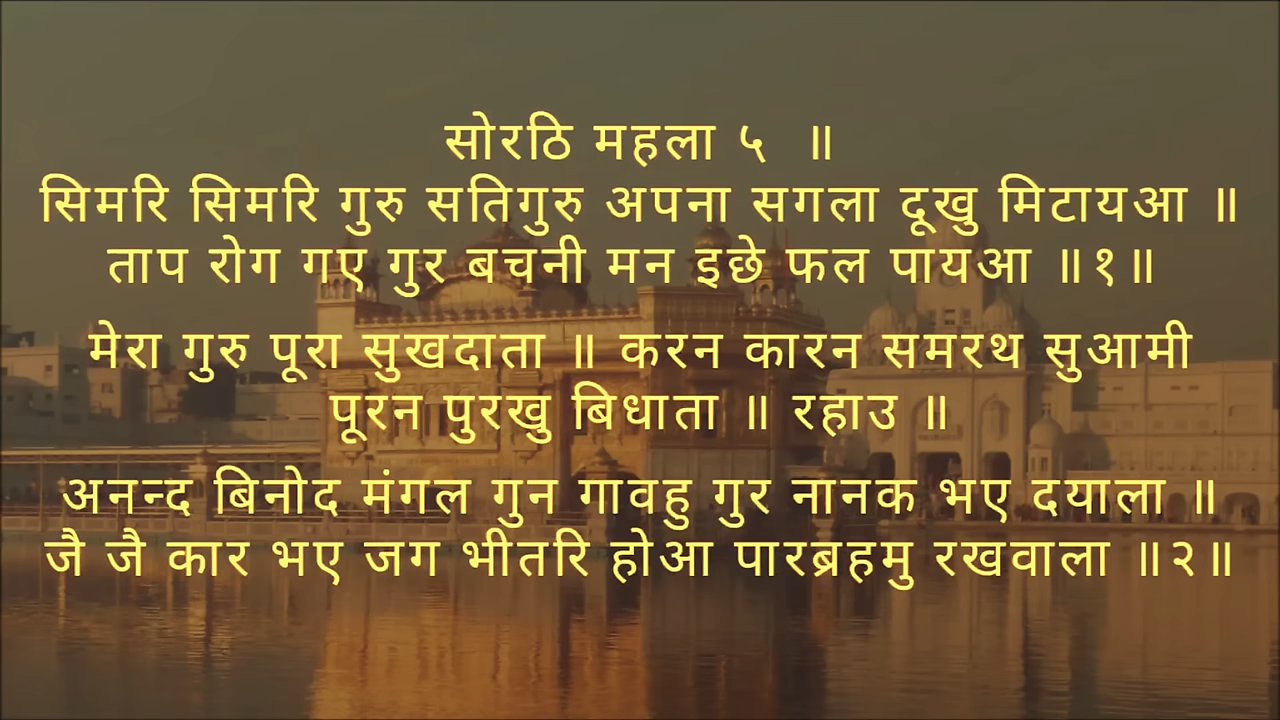 सोरठि महला ५ ॥
सिमरि सिमरि गुरु सतिगुरु अपना सगला दूखु मिटायआ ॥
ताप रोग गए गुर बचनी मन इछे फल पायआ ॥१॥
मेरा गुरु पूरा सुखदाता ॥ करन कारन समरथ सुआमी
पूरन पुरखु बिधाता ॥ रहाउ ॥
अनन्द बिनोद मंगल गुन गावहु गुर नानक भए दयाला ॥
जै जै कार भए जग भीतरि होआ पारब्रहमु रखवाला ॥२॥